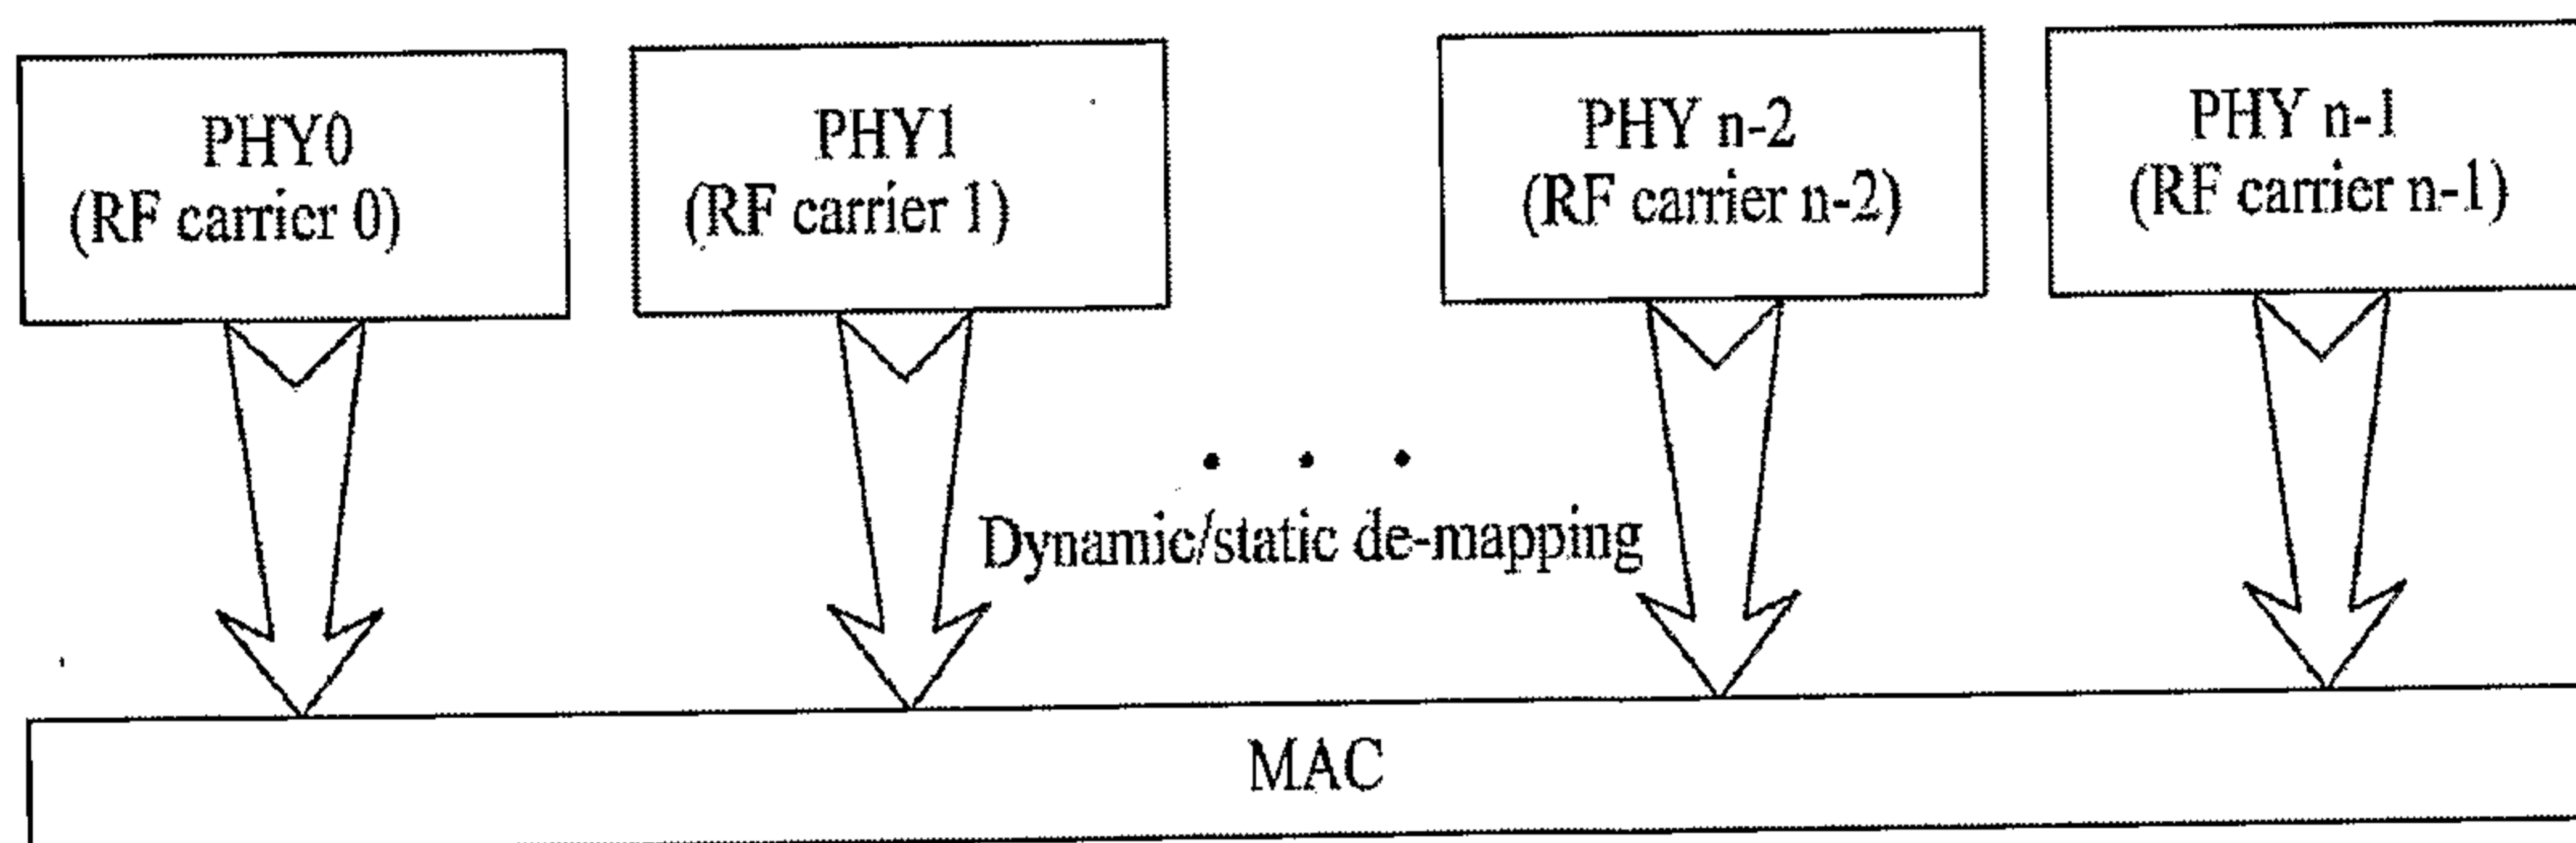 PHY0
(RF carrier 0)
PHY1
(RF carrier 1)
PHY n-2
(RF carrier n-2)
PHY n-1
(RF carrier n-1)
Dynamic/static de-mapping
MAC